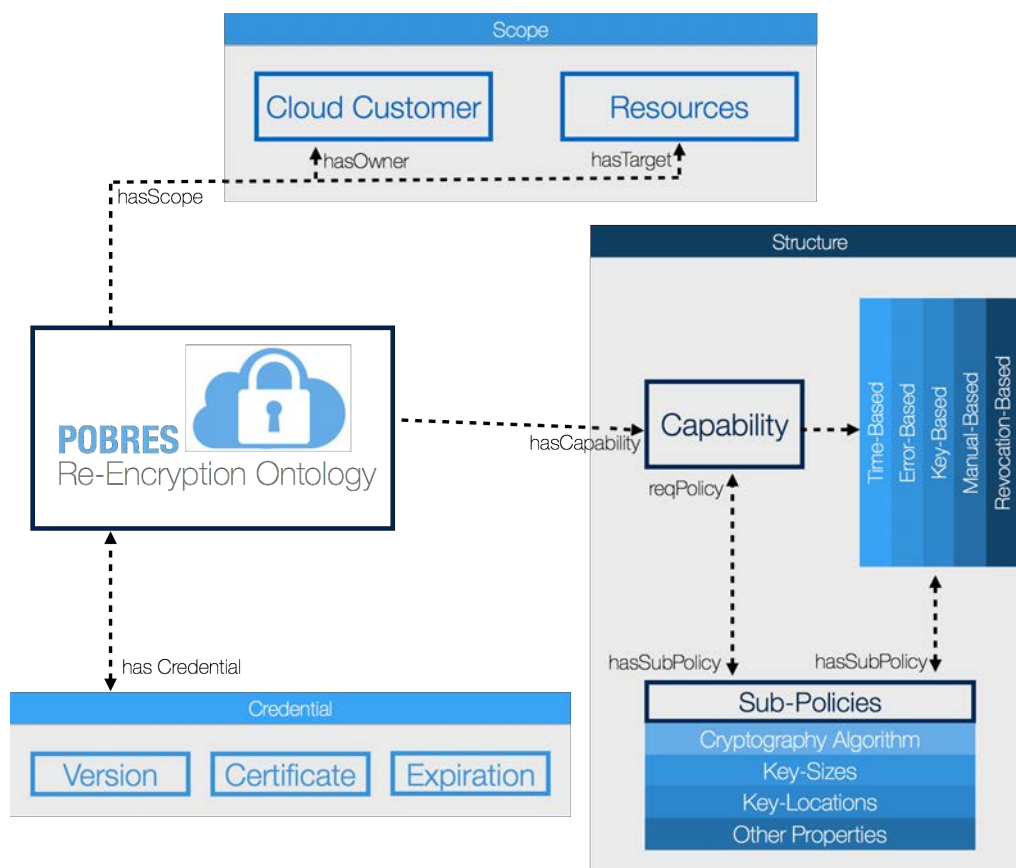 Scope
Cloud Customer
Resources
hasOwner
hasTarget
hasScope
Structure
POBRES
Re-Encryption Ontology
hasCapability
Capability
Time-Based
Error-Based
Key-Based
Manual-Based
Revocation-Based
reqPolicy
has Credential
hasSubPolicy
hasSubPolicy
Credential
Version
Certificate
Expiration
Sub-Policies
Cryptography Algorithm
Key-Sizes
Key-Locations
Other Properties